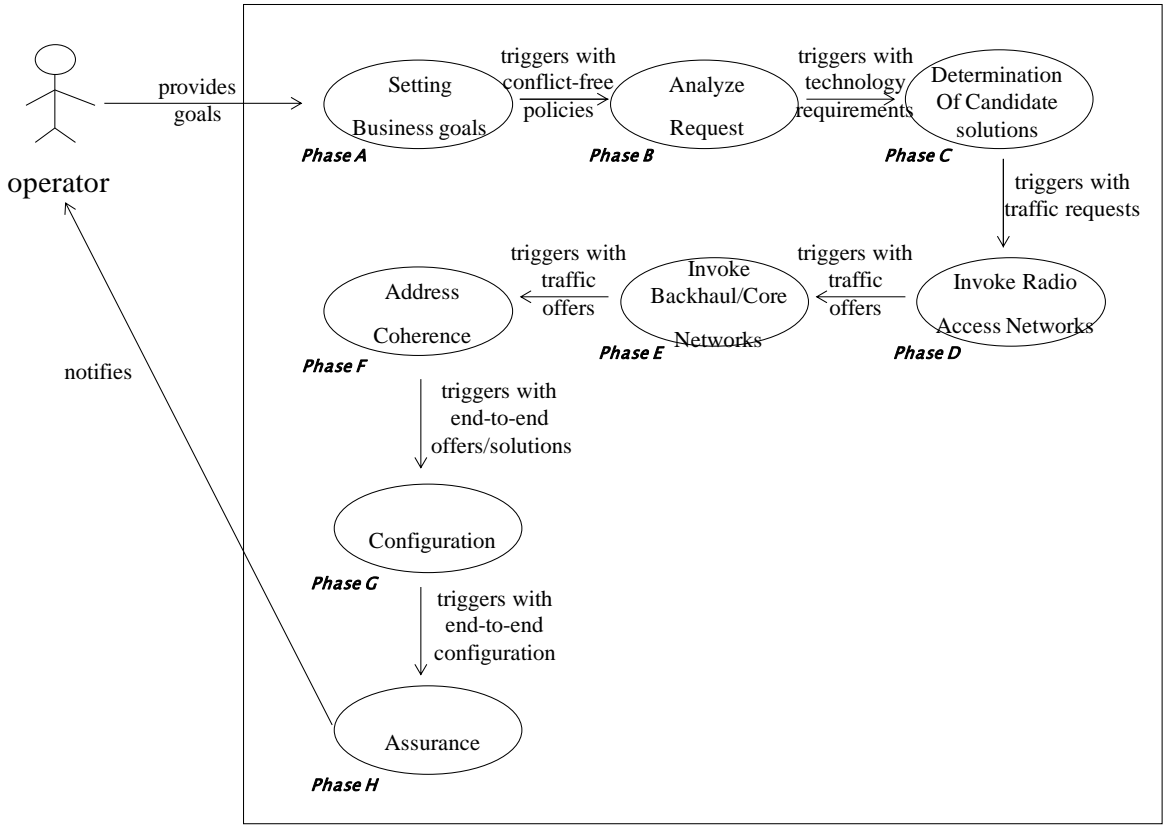 operator
provides
goals
Setting
Business goals
Phase A
triggers with
conflict-free
policies
Analyze
Request
Phase B
triggers with
technology
requirements
Determination
Of Candidate
solutions
Phase C
triggers with
traffic requests
Invoke Radio
Access Networks
Phase D
triggers with
traffic
offers
Invoke
Backhaul/Core
Networks
Phase E
triggers with
traffic
offers
Address
Coherence
Phase F
triggers with
end-to-end
offers/solutions
Configuration
Phase G
triggers with
end-to-end
configuration
Assurance
Phase H
notifies